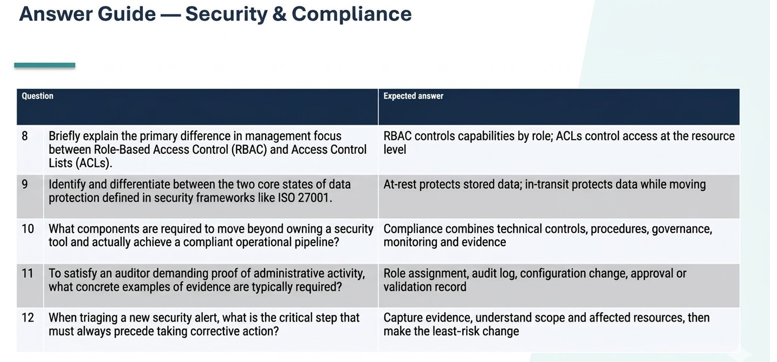 Answer Guide — Security & Compliance
Question
Expected answer
8
Briefly explain the primary difference in management focus
between Role-Based Access Control (RBAC) and Access Control
Lists (ACLs).
RBAC controls capabilities by role; ACLs control access at the resource
level
9
Identify and differentiate between the two core states of data
protection defined in security frameworks like ISO 27001.
At-rest protects stored data; in-transit protects data while moving
10
What components are required to move beyond owning a security
tool and actually achieve a compliant operational pipeline?
Compliance combines technical controls, procedures, governance,
monitoring and evidence
11
To satisfy an auditor demanding proof of administrative activity,
what concrete examples of evidence are typically required?
Role assignment, audit log, configuration change, approval or
validation record
12
When triaging a new security alert, what is the critical step that
must always precede taking corrective action?
Capture evidence, understand scope and affected resources, then
make the least-risk change